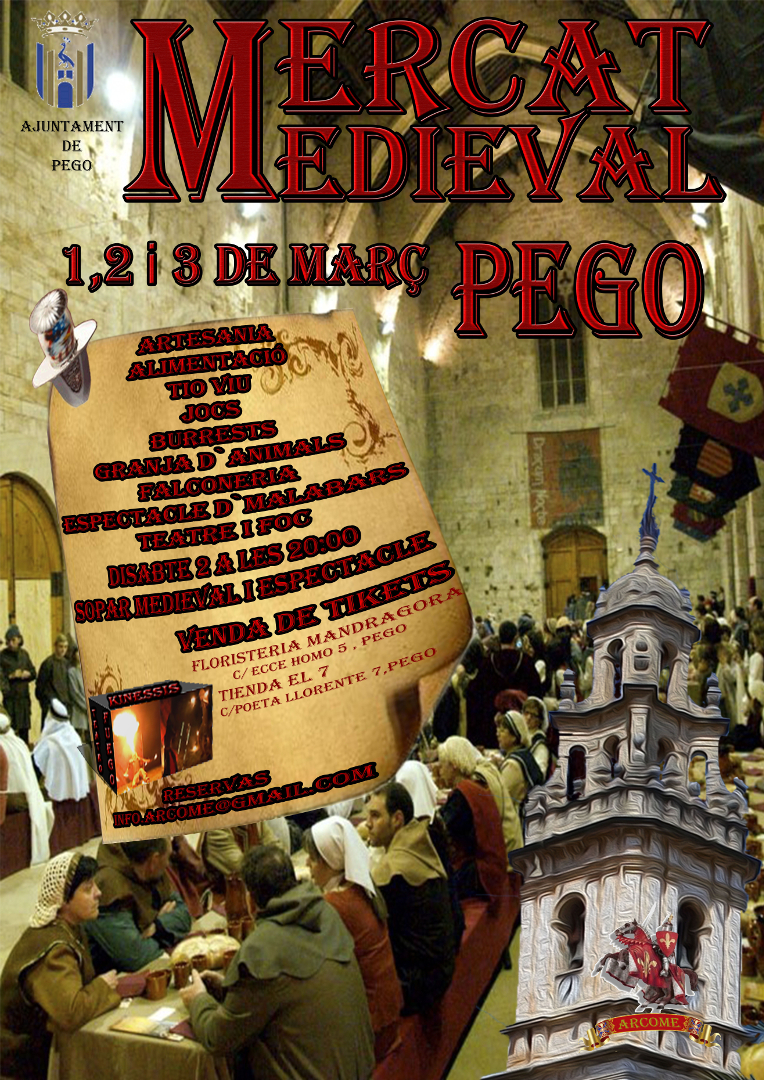 AJUNTAMENT
DE
PEGO
MERCAT
MEDIEVAL
1,2 i 3 DE MARÇ
PEGO
ARTESANIA
ALIMENTACIÓ
TIO VIU
JOCS
BURRESTS
GRANJA D`ANIMALS
FALCONERIA
ESPECTACLE D`MALABARS
TEATRE I FOC
DISABTE 2 A LES 20:00
SOPAR MEDIEVAL I ESPECTACLE
VENDA DE TIKETS
FLORISTERIA MANDRAGORA
C/ ECCE HOMO 5 , PEGO
TIENDA EL 7
C/POETA LLORENTE 7,PEGO
KINESSIS
FUEGO
RESERVAS
INFO.ARCOME@GMAIL.COM
ARCOME